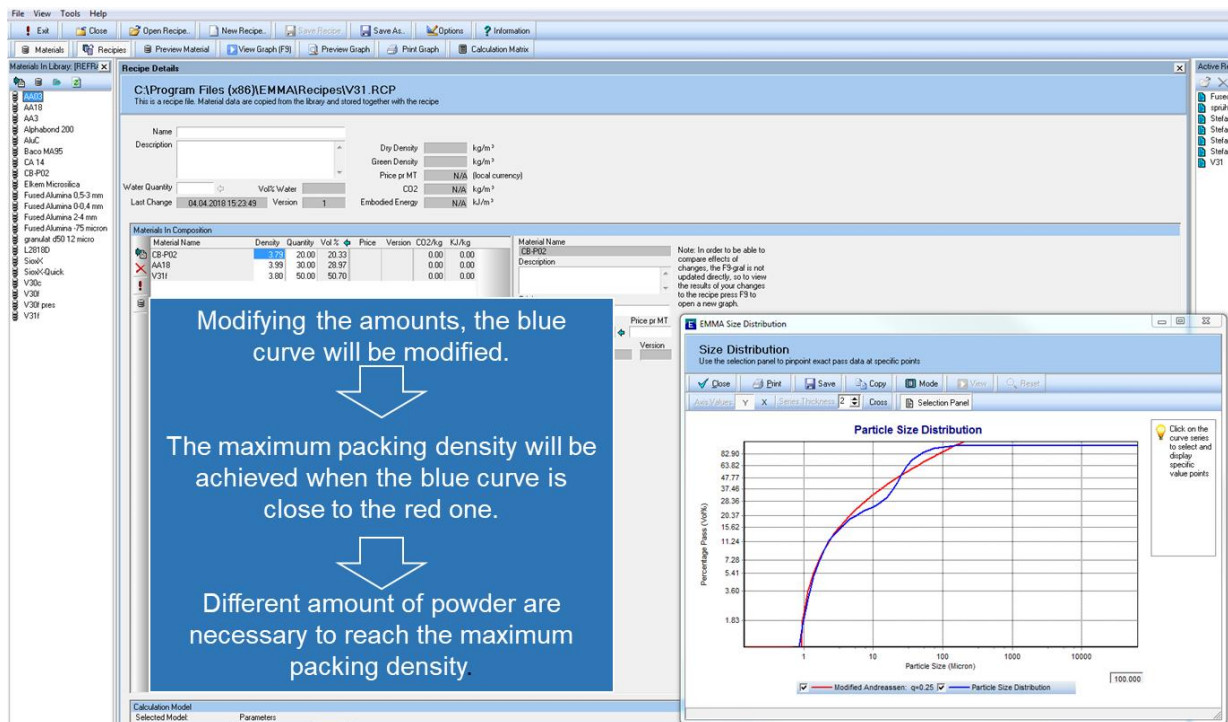 File View Tools Help
Exit Close Open Recipe.. New Recipe.. Save Recipe Save As.. Options Information
Materials Recipies Preview Material View Graph (F9) Preview Graph Print Graph Calculation Matrix
Materials In Library: [REFRA
AA03
AA18
AA3
Alphabond 200
AluC
Baco MA95
CA 14
CB-P02
Elkem Microsilica
Fused Alumina 0,5-3 mm
Fused Alumina 0-0,4 mm
Fused Alumina 2-4 mm
Fused Alumina -75 micron
granulat d50 12 micro
L2818D
SioxX
SioxX-Quick
V30c
V30f
V30f pres
V31f
Recipe Details
C:\Program Files (x86)\EMMA\Recipes\V31.RCP
This is a recipe file. Material data are copied from the library and stored together with the recipe
Name
Description
Dry Density kg/m³
Green Density kg/m³
Price pr MT N/A (local currency)
Water Quantity Vol% Water CO2 N/A kg/m³
Last Change 04.04.2018 15:23:49 Version 1 Embodied Energy N/A kJ/m³
Materials In Composition
Material Name Density Quantity Vol % Price Version CO2/kg KJ/kg
CB-P02 3.79 20.00 20.33 0.00 0.00
AA18 3.99 30.00 28.97 0.00 0.00
V31f 3.80 50.00 50.70 0.00 0.00
Material Name
CB-P02
Description
Price pr MT
Version
Note: In order to be able to
compare effects of
changes, the F9-graf is not
updated directly, so to view
the results of your changes
to the recipe press F9 to
open a new graph.
Active Re
Fused
sprüh
Stefa
Stefa
Stefa
Stefa
V31
Modifying the amounts, the blue
curve will be modified.
The maximum packing density will be
achieved when the blue curve is
close to the red one.
Different amount of powder are
necessary to reach the maximum
packing density.
EMMA Size Distribution
Size Distribution
Use the selection panel to pinpoint exact pass data at specific points
Close Print Save Copy Mode View Reset
Axis Values: Y X Series Thickness: 2 Cross Selection Panel
Particle Size Distribution
Click on the
curve series
to select and
display
specific
value points
Percentage Pass (Vol%)
82.90
63.82
47.77
37.46
28.36
20.37
15.62
11.24
7.28
5.41
3.60
1.83
1 10 100 1000 10000
Particle Size (Micron)
100.000
Modified Andreassen: q=0.25 Particle Size Distribution
Calculation Model
Selected Model: Parameters